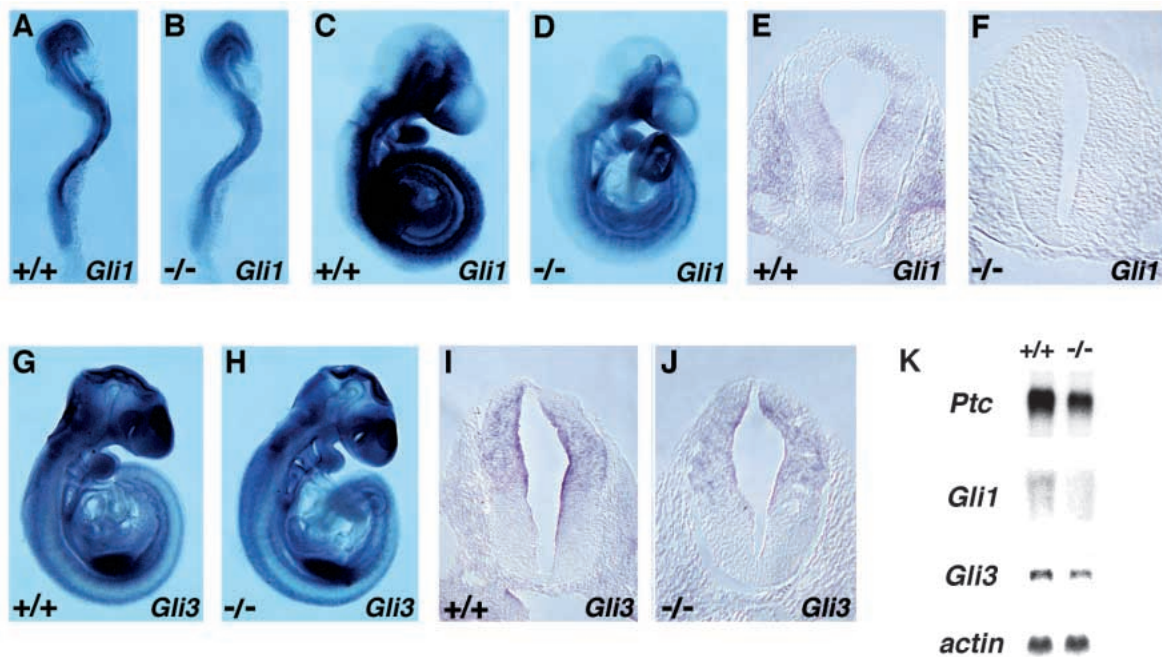 A B C D E F
+/+ Gli1 -/- Gli1 +/+ Gli1 -/- Gli1 +/+ Gli1 -/- Gli1
G H I J K
+/+ -/-
Ptc
Gli1
Gli3
actin
+/+ Gli3 -/- Gli3 +/+ Gli3 -/- Gli3